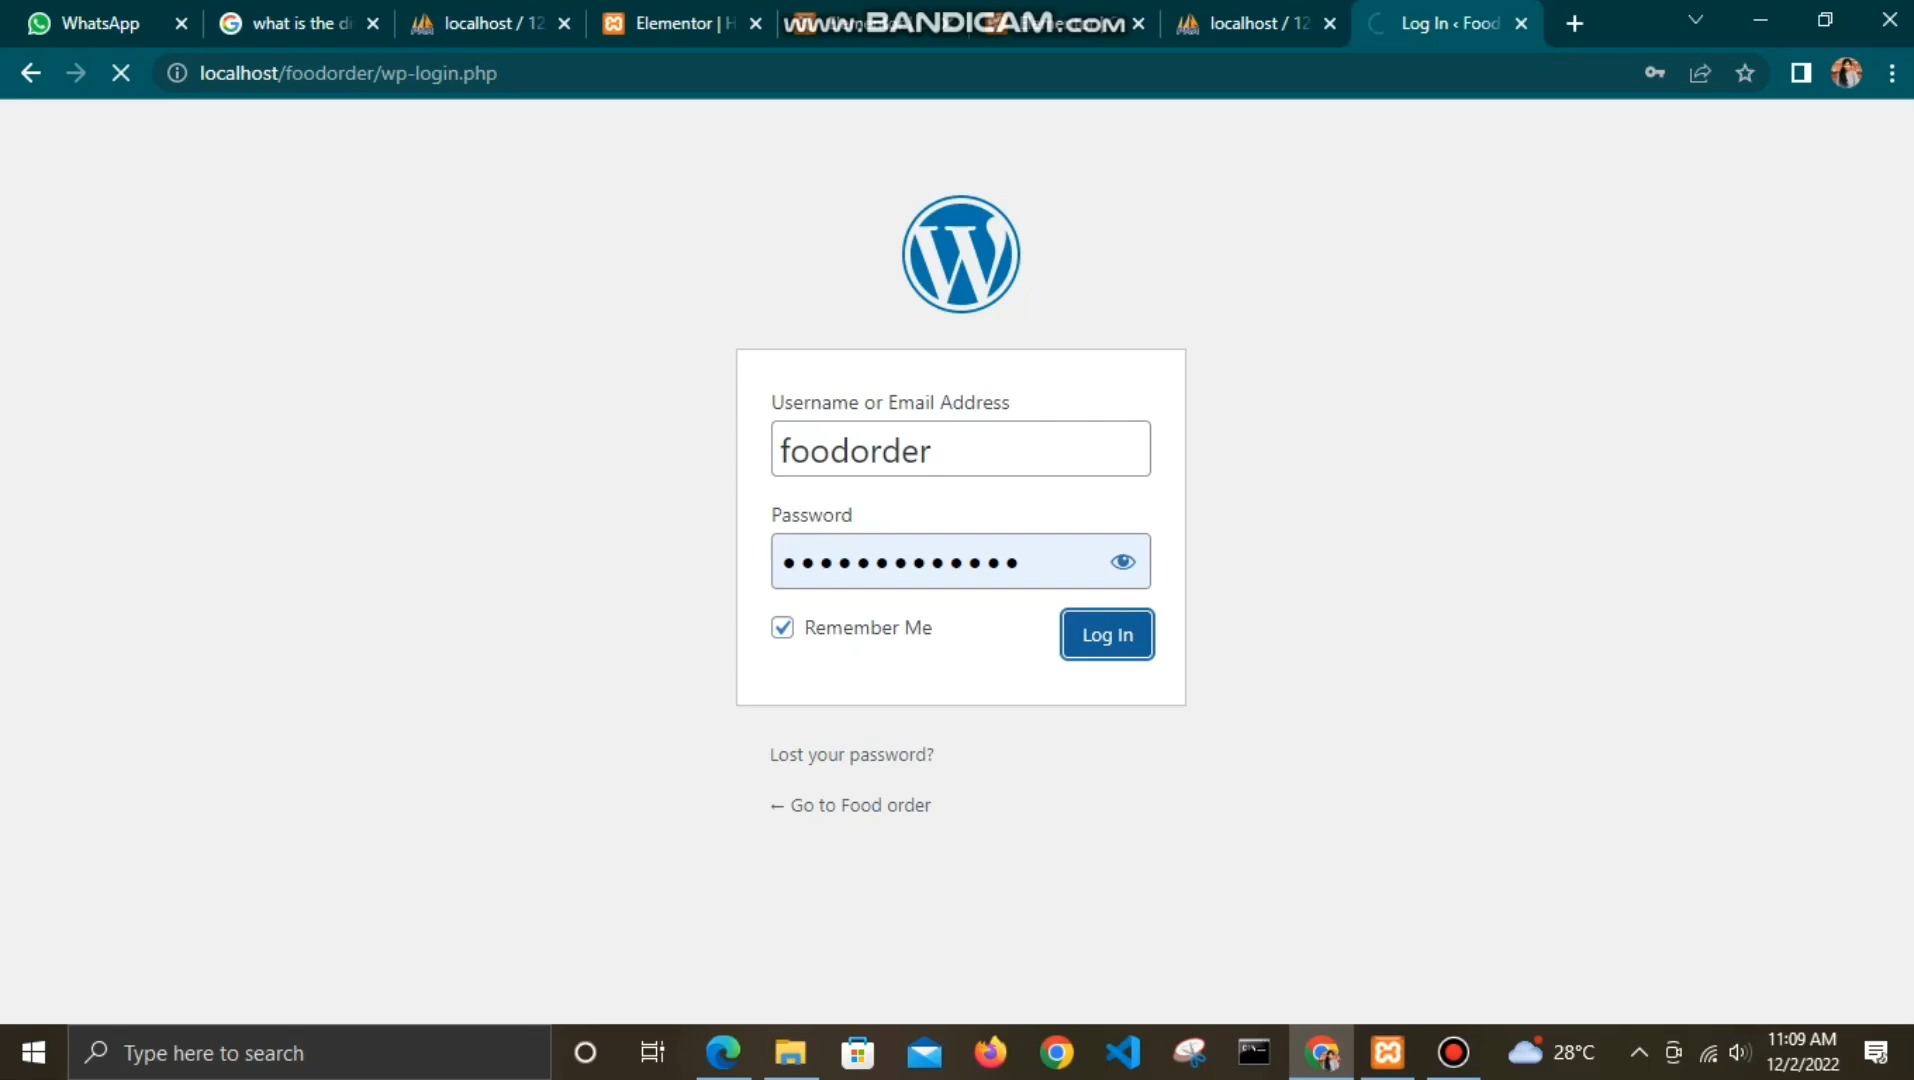 WhatsApp
what is the di
localhost / 12
Elementor | H
www.BANDICAM.com
localhost / 12
Log In ‹ Food
localhost/foodorder/wp-login.php
Username or Email Address
foodorder
Password
Remember Me
Log In
Lost your password?
← Go to Food order
Type here to search
28°C
11:09 AM
12/2/2022